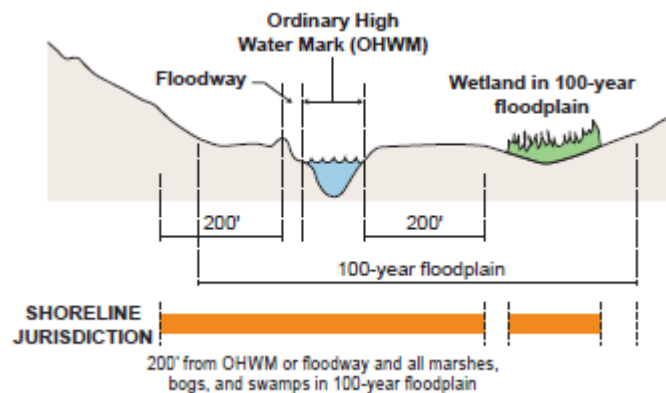 Ordinary High
Water Mark (OHWM)
Floodway
Wetland in 100-year
floodplain
200'
200'
100-year floodplain
SHORELINE
JURISDICTION
200' from OHWM or floodway and all marshes,
bogs, and swamps in 100-year floodplain